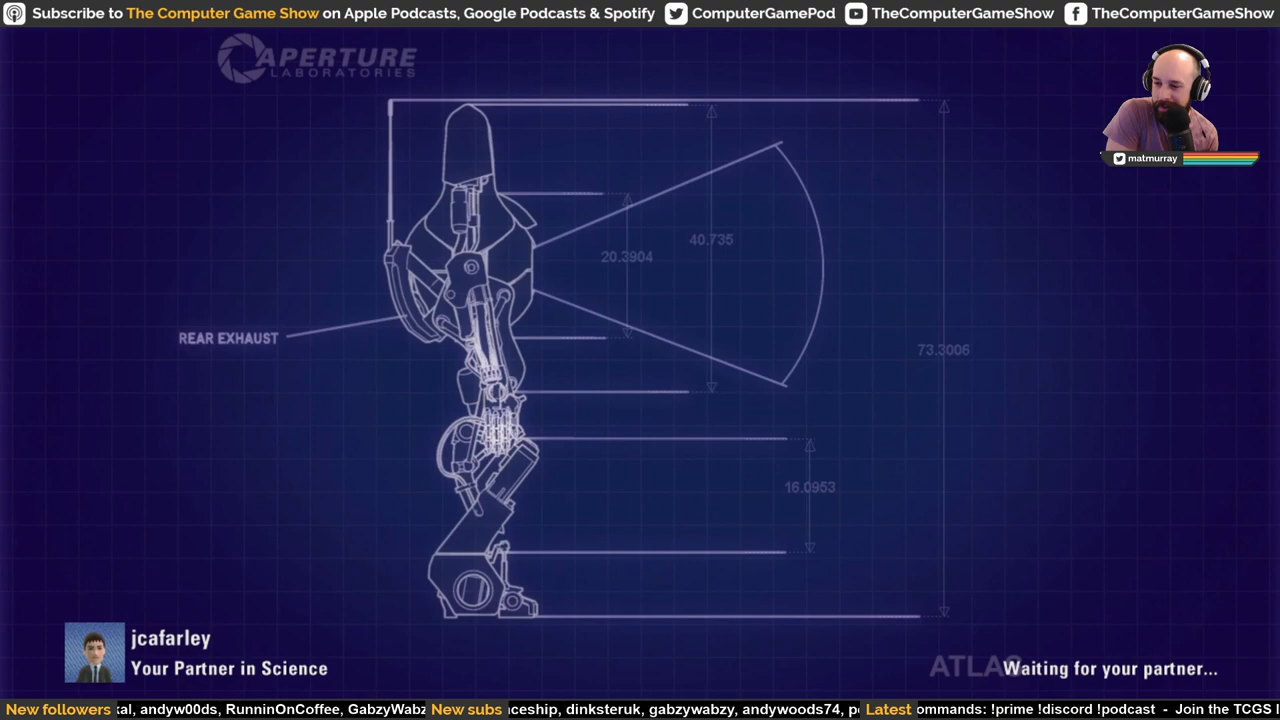 Subscribe to The Computer Game Show on Apple Podcasts, Google Podcasts & Spotify ComputerGamePod TheComputerGameShow TheComputerGameShow
APERTURE
LABORATORIES
matmurray
40.735
20.3904
REAR EXHAUST
73.3006
16.0953
jcafarley
Your Partner in Science
ATLAS Waiting for your partner...
New followers tal, andyw00ds, RunninOnCoffee, GabzyWabz New subs ceship, dinksteruk, gabzywabzy, andywoods74, p Latest ommands: !prime !discord !podcast - Join the TCGS